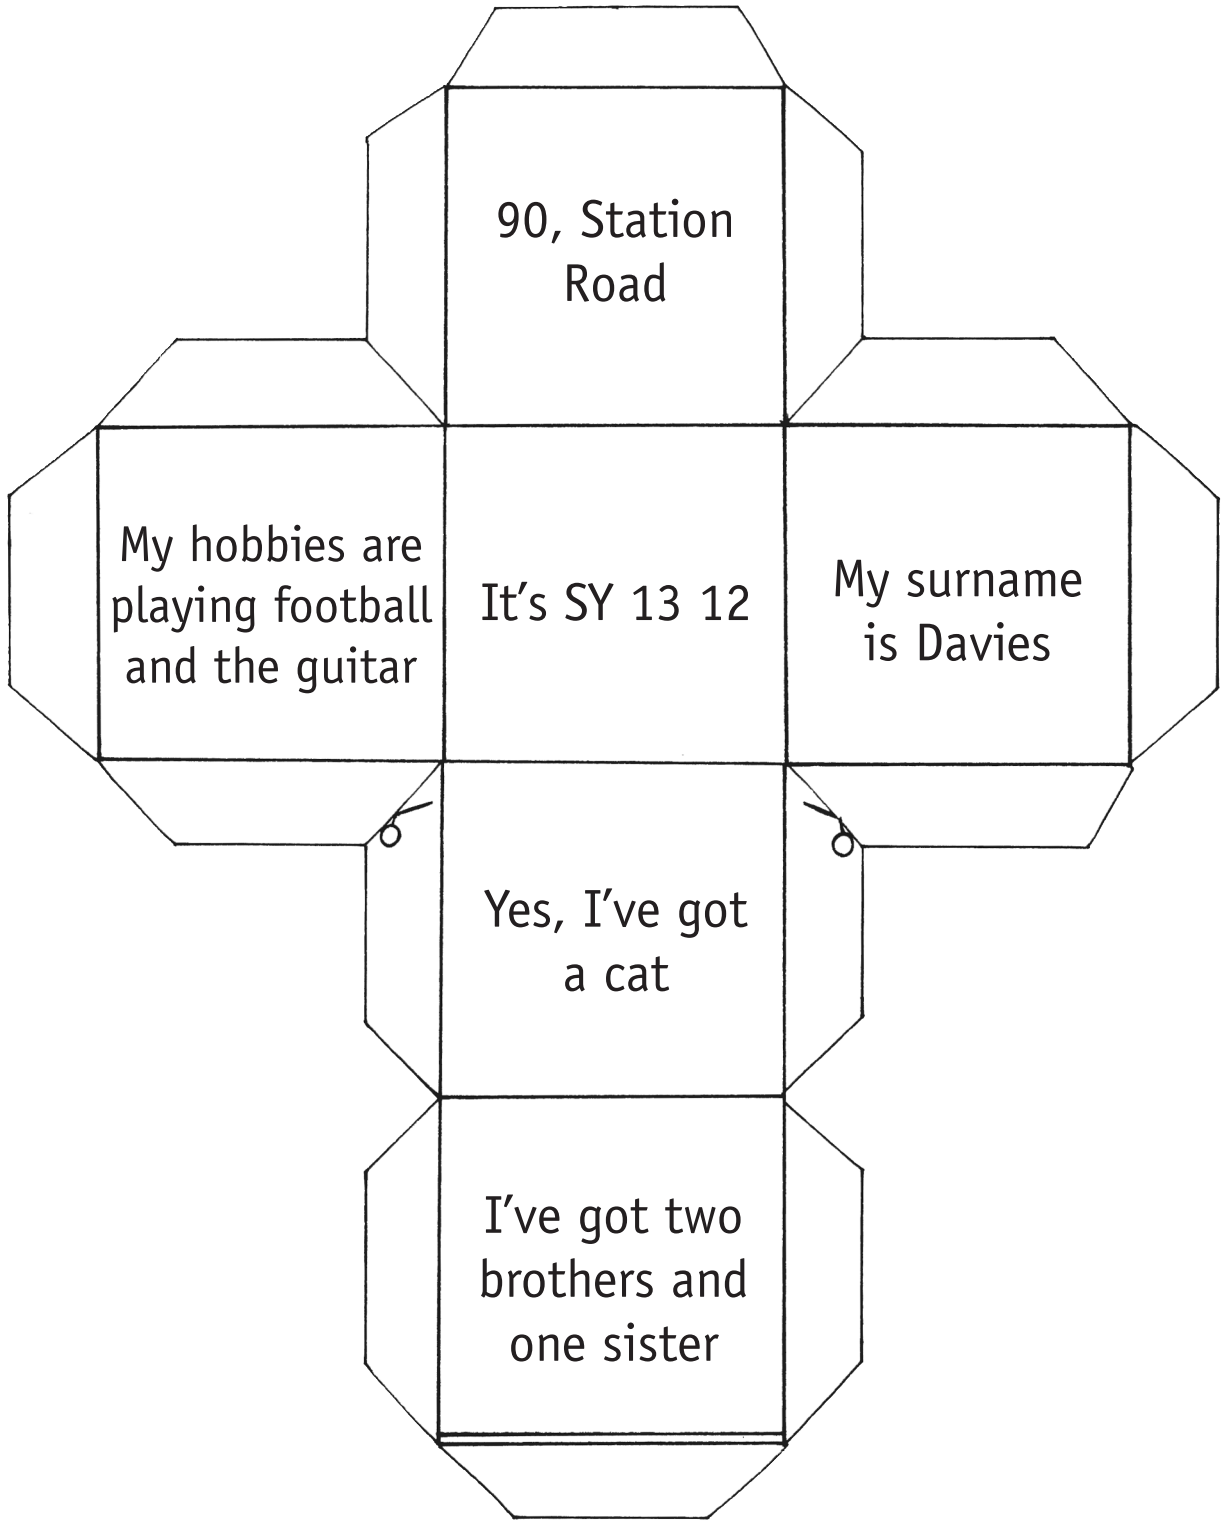 90, Station
Road
My hobbies are
playing football
and the guitar
It's SY 13 12
My surname
is Davies
Yes, I've got
a cat
I've got two
brothers and
one sister